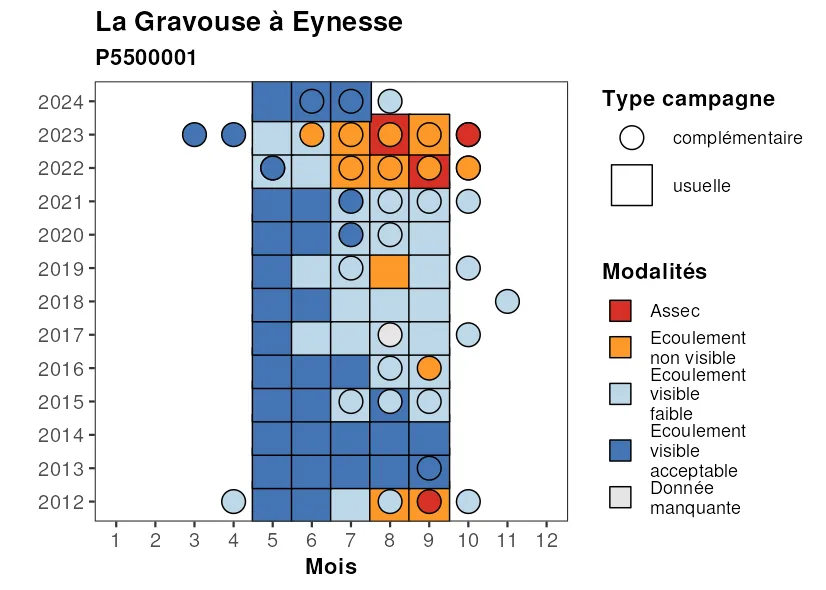 La Gravouse à Eynesse
P5500001
2024
2023
2022
2021
2020
2019
2018
2017
2016
2015
2014
2013
2012
1 2 3 4 5 6 7 8 9 10 11 12
Mois
Type campagne
complémentaire
usuelle
Modalités
Assec
Ecoulement
non visible
Ecoulement
visible
faible
Ecoulement
visible
acceptable
Donnée
manquante